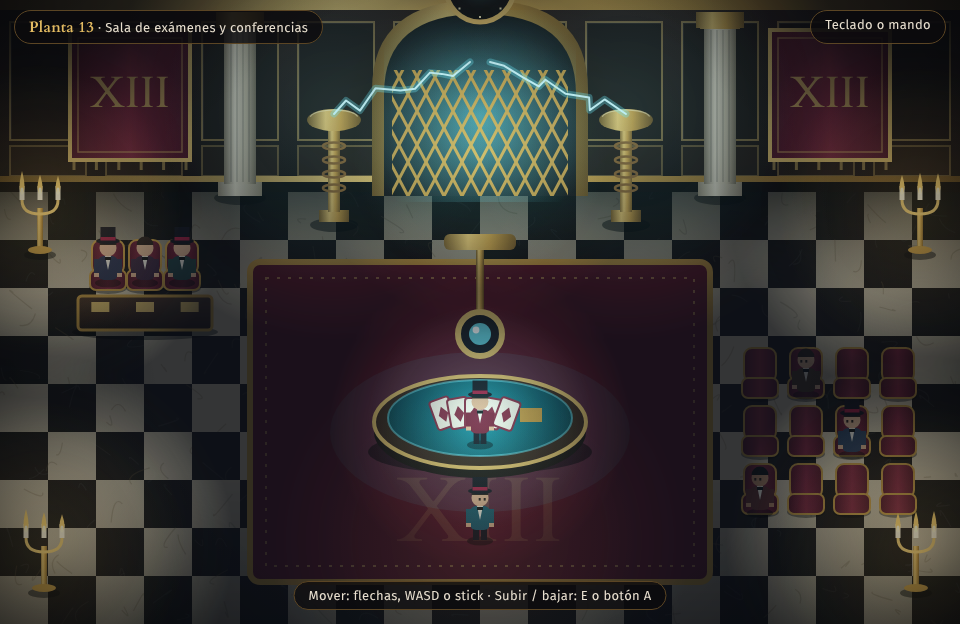 Planta 13 · Sala de exámenes y conferencias
Teclado o mando
XIII
XIII
XIII
Mover: flechas, WASD o stick · Subir / bajar: E o botón A